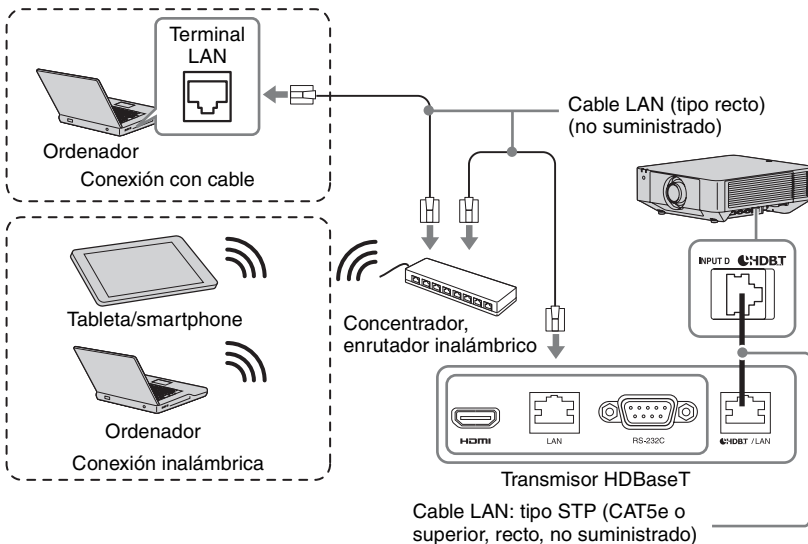 Terminal
LAN
Ordenador
Conexión con cable
Cable LAN (tipo recto)
(no suministrado)
INPUT D HDBT
Tableta/smartphone
Concentrador,
enrutador inalámbrico
Ordenador
Conexión inalámbrica
HDMI
LAN
RS-232C
HDBT / LAN
Transmisor HDBaseT
Cable LAN: tipo STP (CAT5e o
superior, recto, no suministrado)